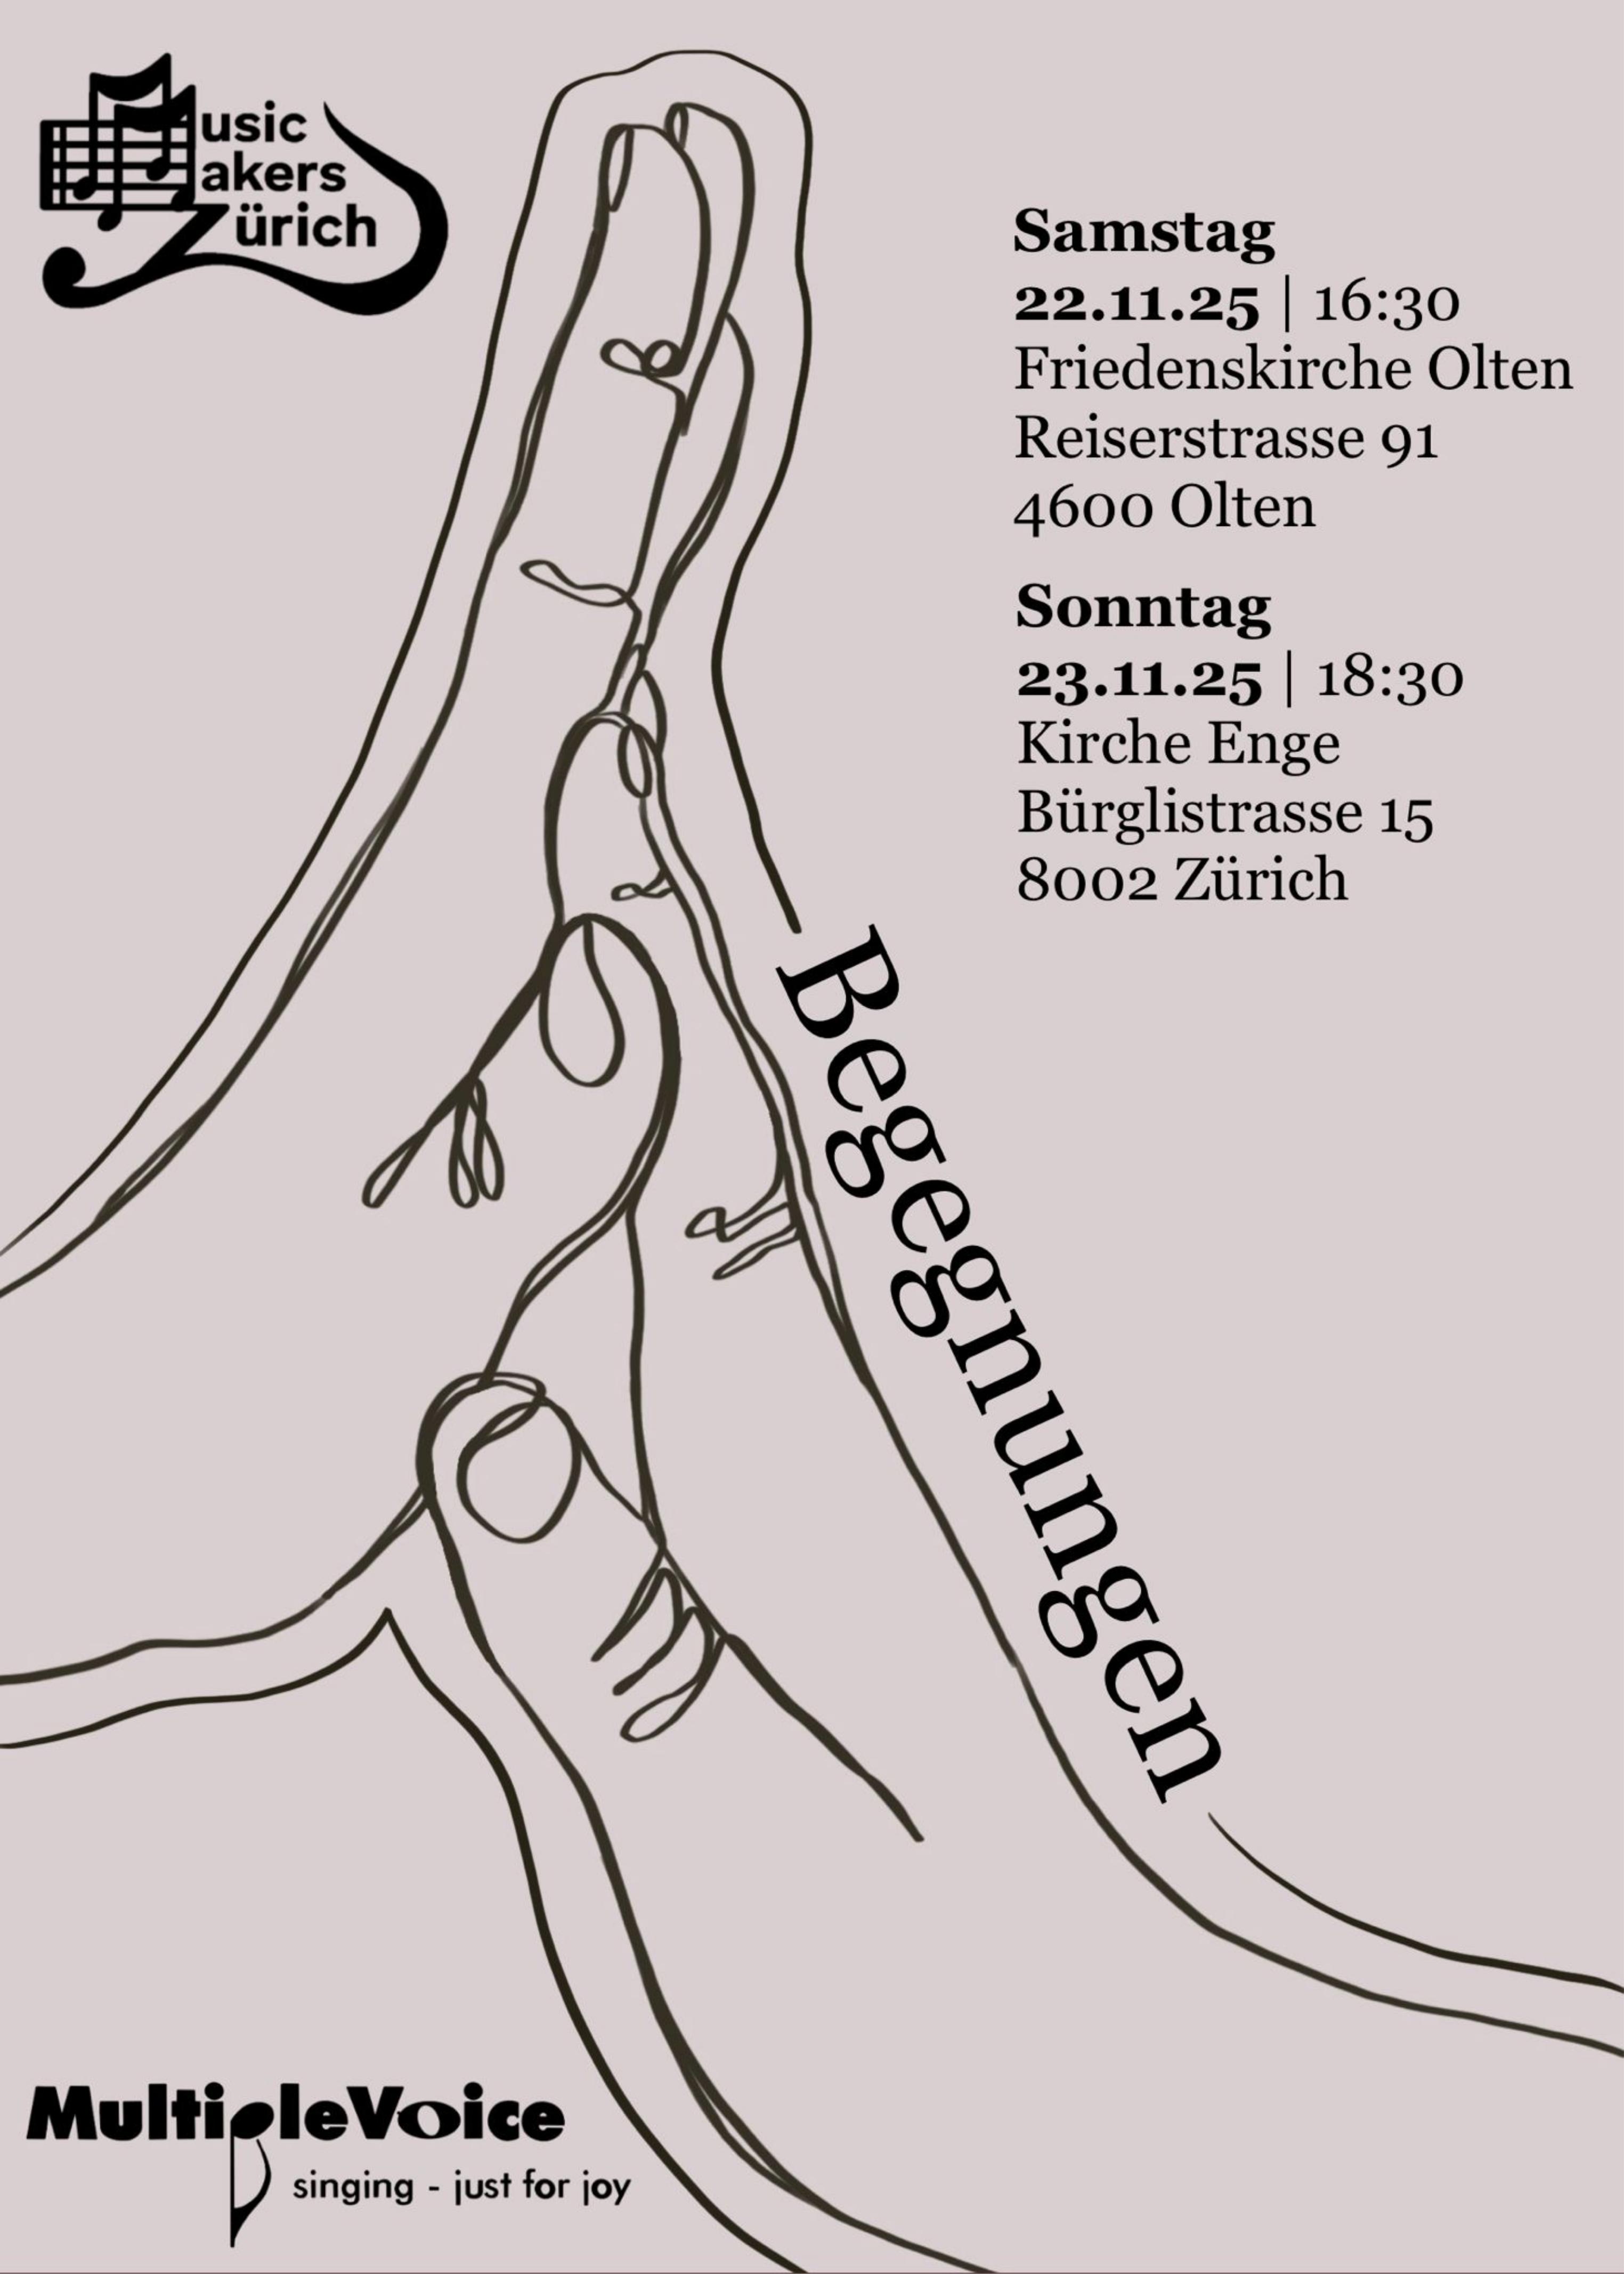 Music
Makers
Zürich
Samstag
22.11.25 | 16:30
Friedenskirche Olten
Reiserstrasse 91
4600 Olten
Sonntag
23.11.25 | 18:30
Kirche Enge
Bürglistrasse 15
8002 Zürich
Begegnungen
MultipleVoice
singing - just for joy